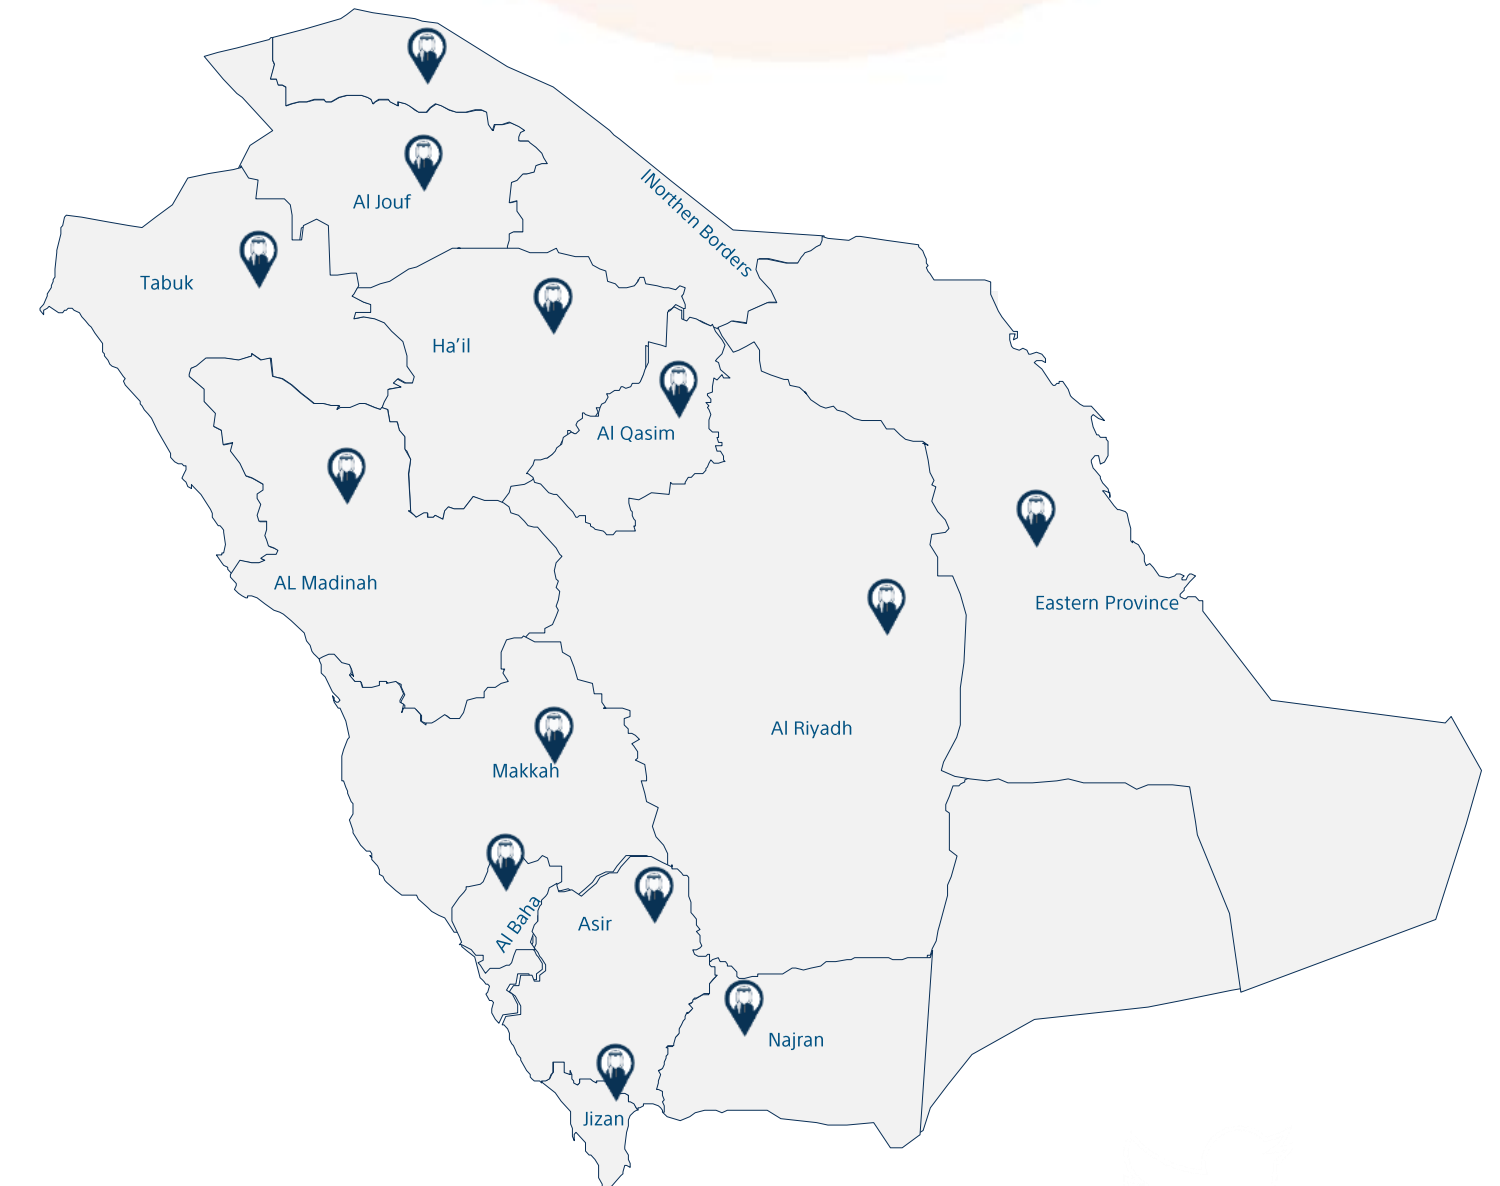 INorthen Borders
Al Jouf
Tabuk
Ha’il
Al Qasim
AL Madinah
Eastern Province
Al Riyadh
Makkah
Al Baha
Asir
Najran
Jizan